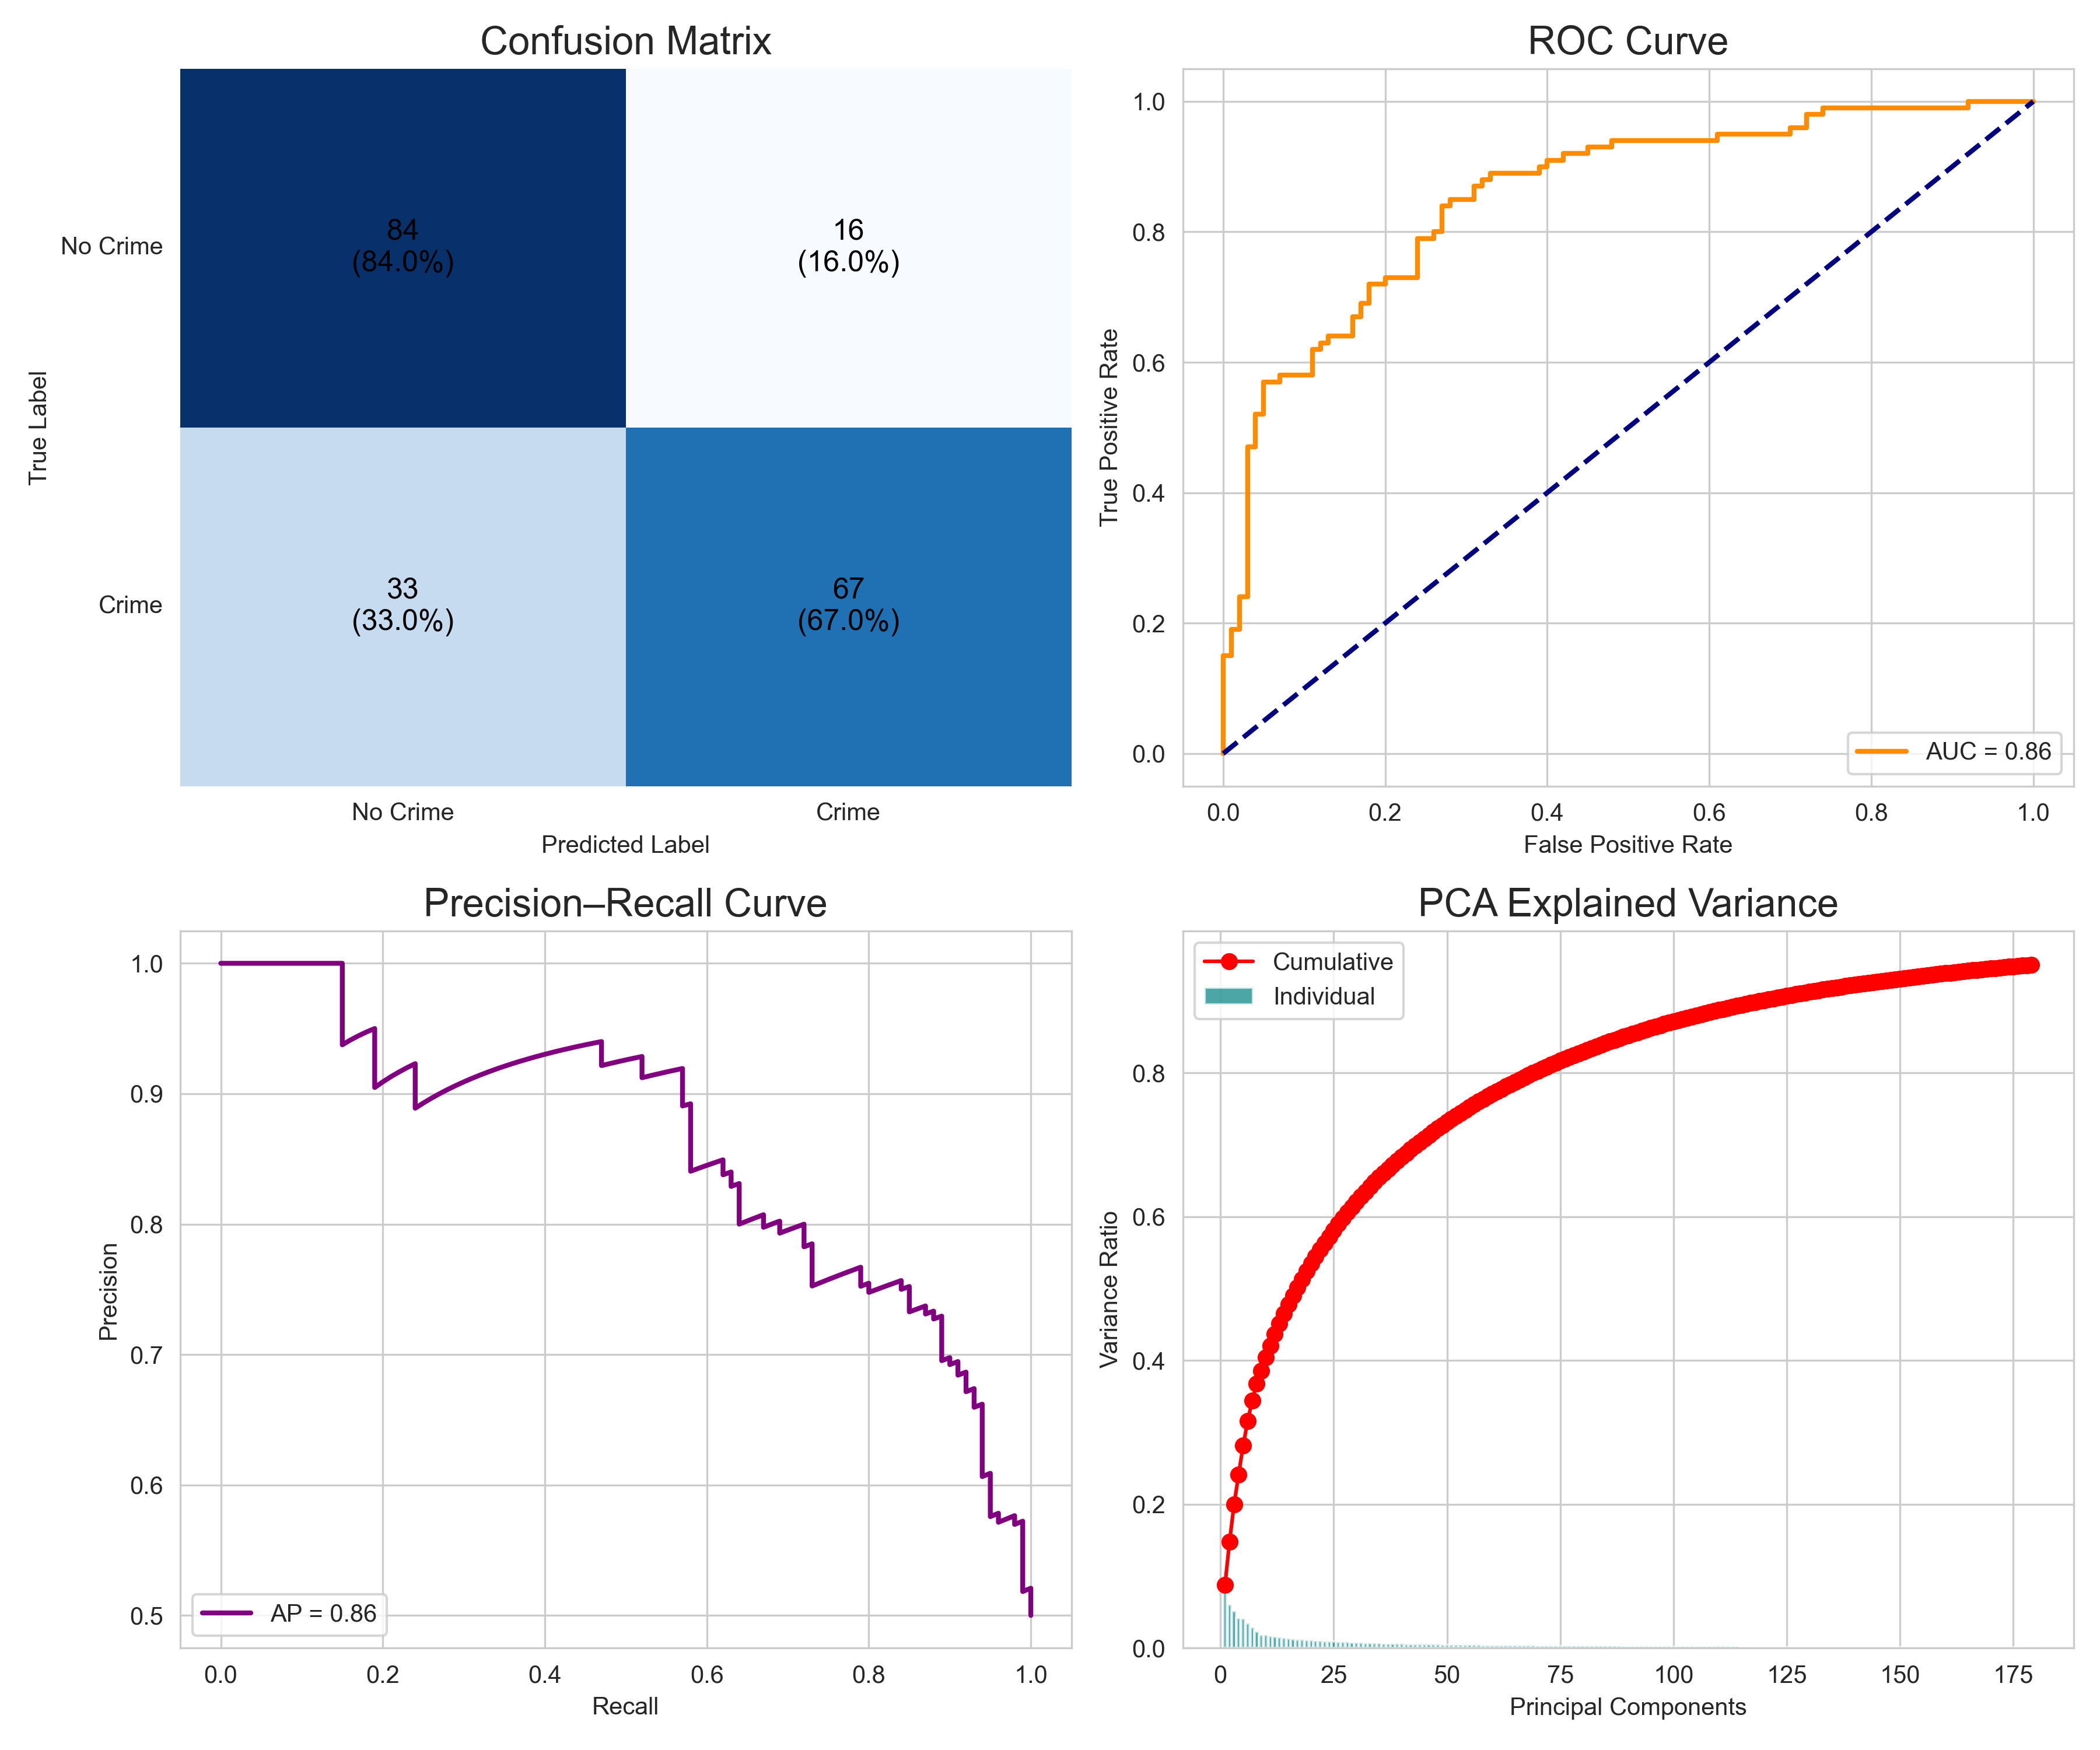 Confusion Matrix
84
(84.0%)
16
(16.0%)
No Crime
33
(33.0%)
67
(67.0%)
Crime
True Label
No Crime
Crime
Predicted Label
ROC Curve
1.0
0.8
0.6
0.4
0.2
0.0
True Positive Rate
AUC = 0.86
0.0
0.2
0.4
0.6
0.8
1.0
False Positive Rate
Precision–Recall Curve
1.0
0.9
0.8
0.7
0.6
0.5
Precision
AP = 0.86
0.0
0.2
0.4
0.6
0.8
1.0
Recall
PCA Explained Variance
Cumulative
Individual
0.8
0.6
0.4
0.2
0.0
Variance Ratio
0
25
50
75
100
125
150
175
Principal Components